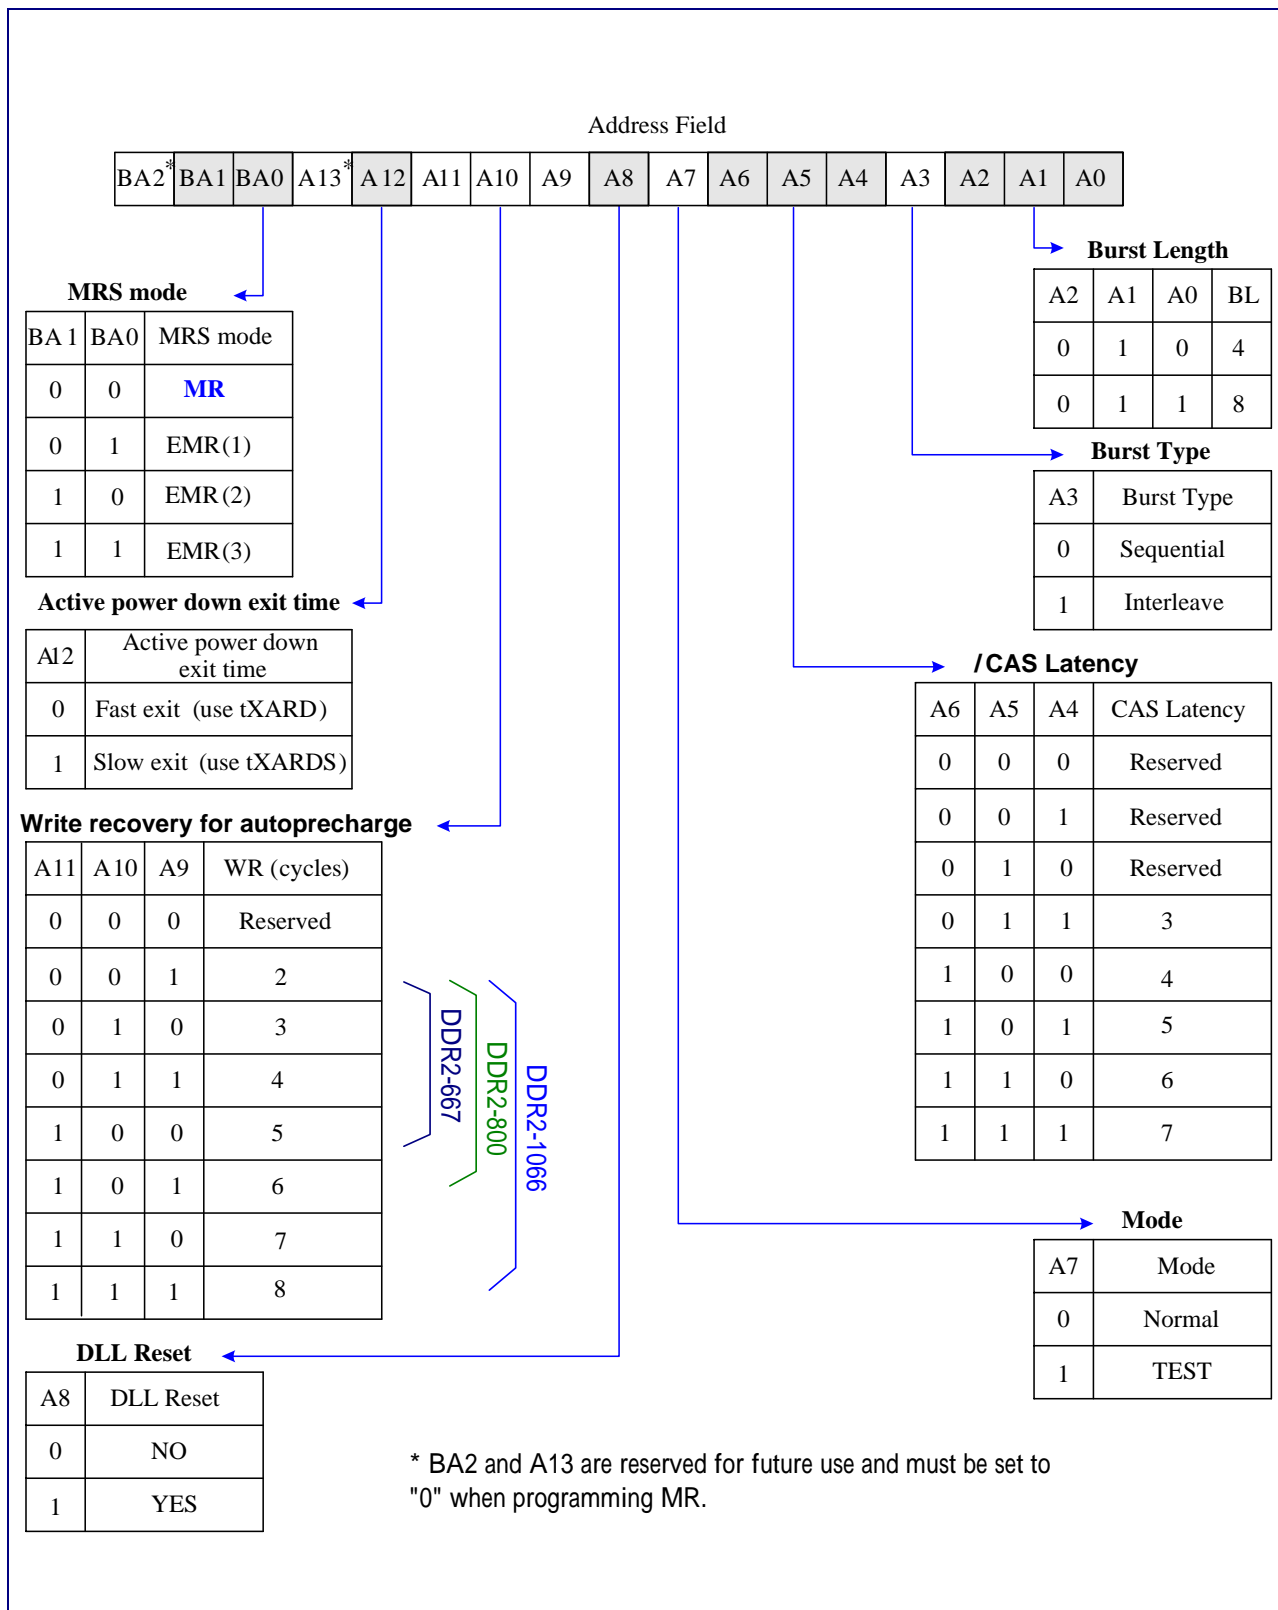 Address Field
BA2* BA1 BA0 A13* A12 A11 A10 A9 A8 A7 A6 A5 A4 A3 A2 A1 A0
MRS mode
BA1 BA0 MRS mode
0 0 MR
0 1 EMR(1)
1 0 EMR(2)
1 1 EMR(3)
Active power down exit time
A12 Active power down
exit time
0 Fast exit (use tXARD)
1 Slow exit (use tXARDS)
Write recovery for autoprecharge
A11 A10 A9 WR (cycles)
0 0 0 Reserved
0 0 1 2
0 1 0 3
0 1 1 4
1 0 0 5
1 0 1 6
1 1 0 7
1 1 1 8
DDR2-667
DDR2-800
DDR2-1066
DLL Reset
A8 DLL Reset
0 NO
1 YES
Burst Length
A2 A1 A0 BL
0 1 0 4
0 1 1 8
Burst Type
A3 Burst Type
0 Sequential
1 Interleave
/CAS Latency
A6 A5 A4 CAS Latency
0 0 0 Reserved
0 0 1 Reserved
0 1 0 Reserved
0 1 1 3
1 0 0 4
1 0 1 5
1 1 0 6
1 1 1 7
Mode
A7 Mode
0 Normal
1 TEST
* BA2 and A13 are reserved for future use and must be set to
"0" when programming MR.